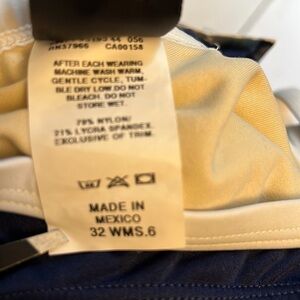 CA00158
AFTER EACH WEARING
MACHINE WASH WARM,
GENTLE CYCLE, TUM-
BLE DRY LOW DO NOT
BLEACH. DO NOT
STORE WET.
79% NYLON/
21% LYCRA SPANDEX.
EXCLUSIVE OF TRIM.
MADE IN
MEXICO
32 WMS.6